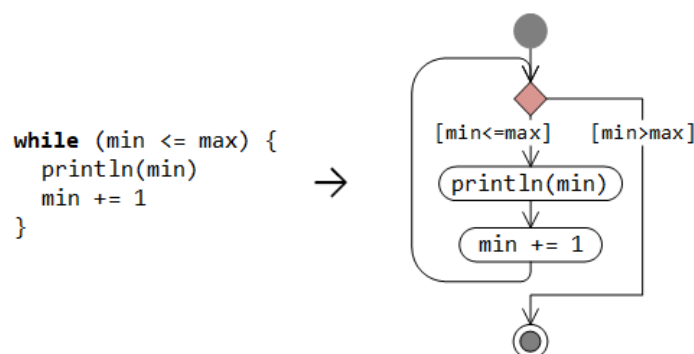 while (min <= max) {
  println(min)
  min += 1
}
[min<=max] [min>max]
println(min)
min += 1